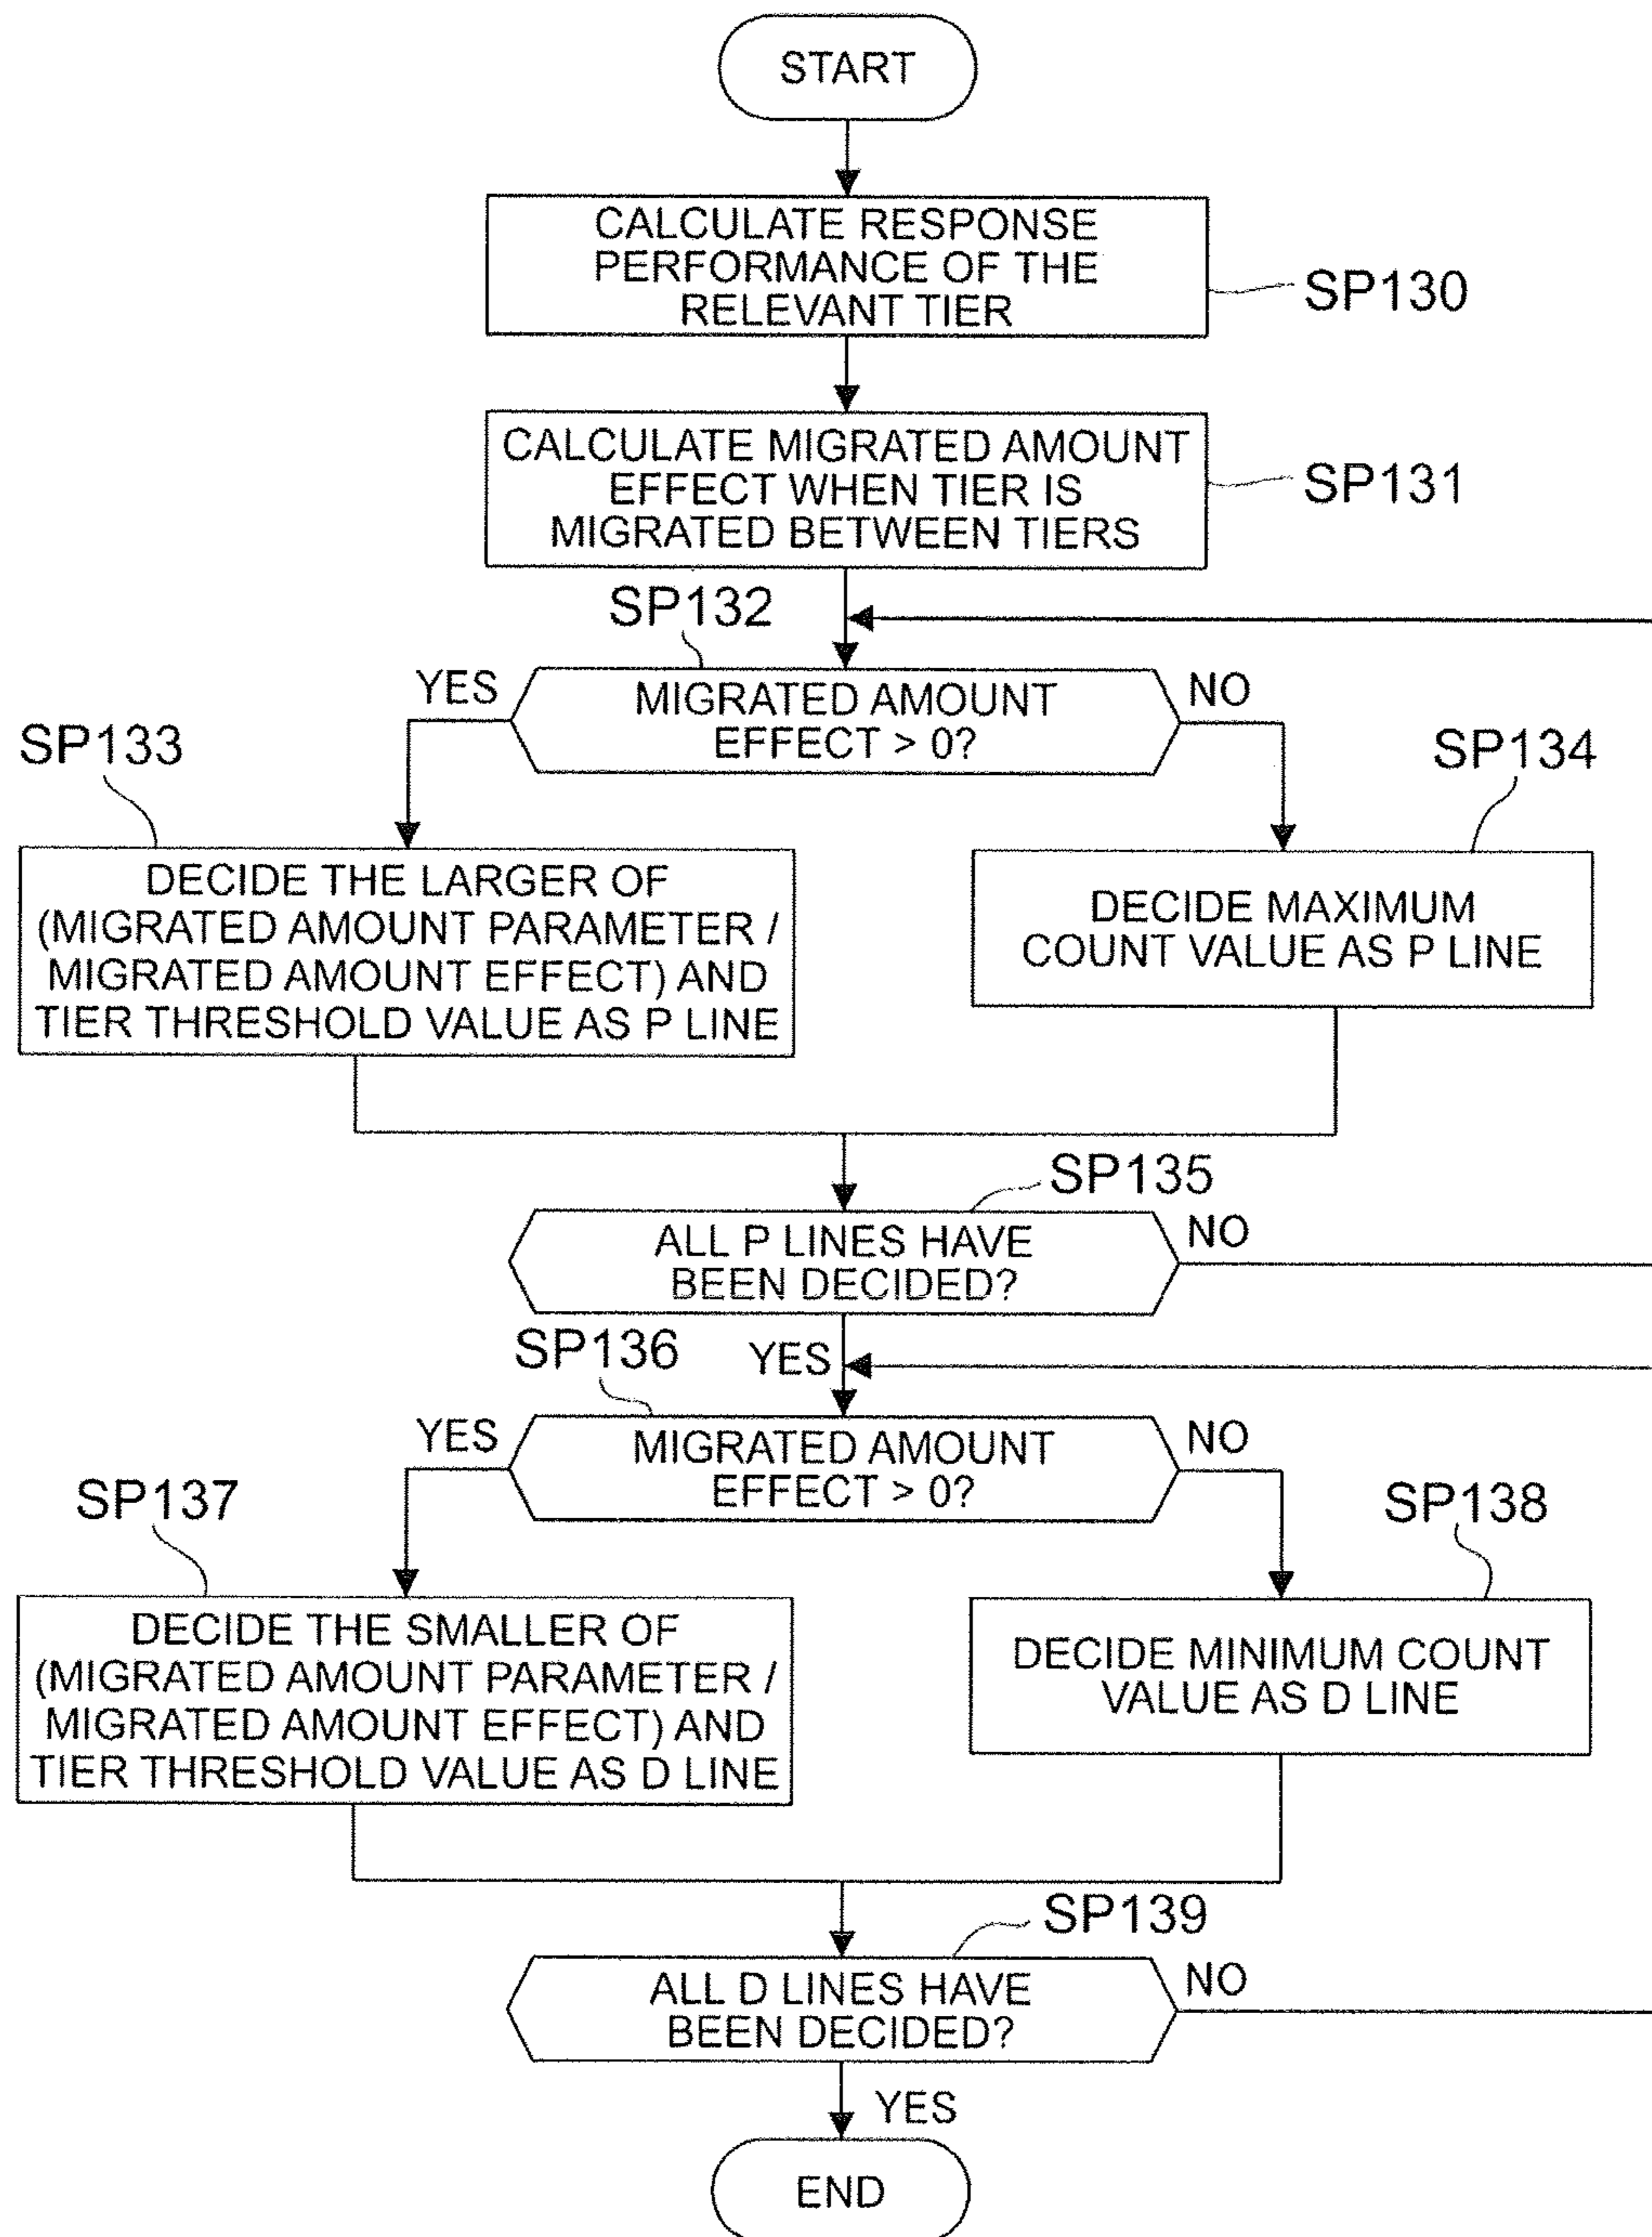 START
CALCULATE RESPONSE
PERFORMANCE OF THE
RELEVANT TIER
SP130
CALCULATE MIGRATED AMOUNT
EFFECT WHEN TIER IS
MIGRATED BETWEEN TIERS
SP131
SP132
YES
MIGRATED AMOUNT
EFFECT > 0?
NO
SP133
SP134
DECIDE THE LARGER OF
(MIGRATED AMOUNT PARAMETER /
MIGRATED AMOUNT EFFECT) AND
TIER THRESHOLD VALUE AS P LINE
DECIDE MAXIMUM
COUNT VALUE AS P LINE
SP135
ALL P LINES HAVE
BEEN DECIDED?
NO
SP136
YES
YES
MIGRATED AMOUNT
EFFECT > 0?
NO
SP137
SP138
DECIDE THE SMALLER OF
(MIGRATED AMOUNT PARAMETER /
MIGRATED AMOUNT EFFECT) AND
TIER THRESHOLD VALUE AS D LINE
DECIDE MINIMUM COUNT
VALUE AS D LINE
SP139
ALL D LINES HAVE
BEEN DECIDED?
NO
YES
END